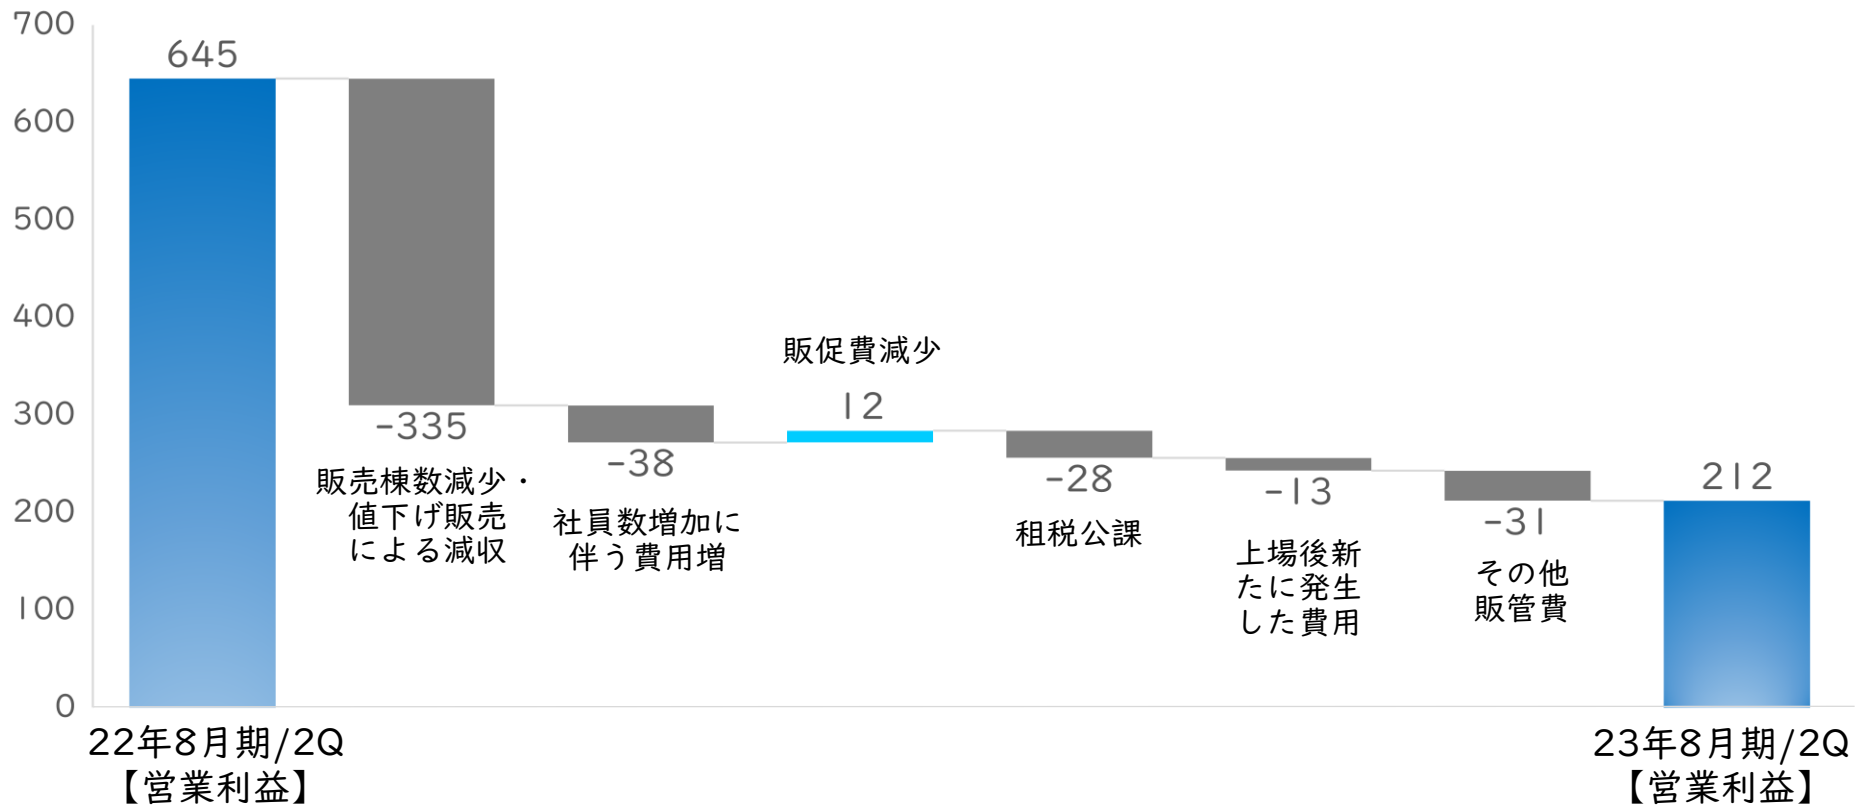 700
600
500
400
300
200
100
0
645
-335
販売棟数減少・
値下げ販売
による減収
-38
社員数増加に
伴う費用増
販促費減少
12
-28
租税公課
-13
上場後新
たに発生
した費用
-31
その他
販管費
212
22年8月期/2Q
【営業利益】
23年8月期/2Q
【営業利益】